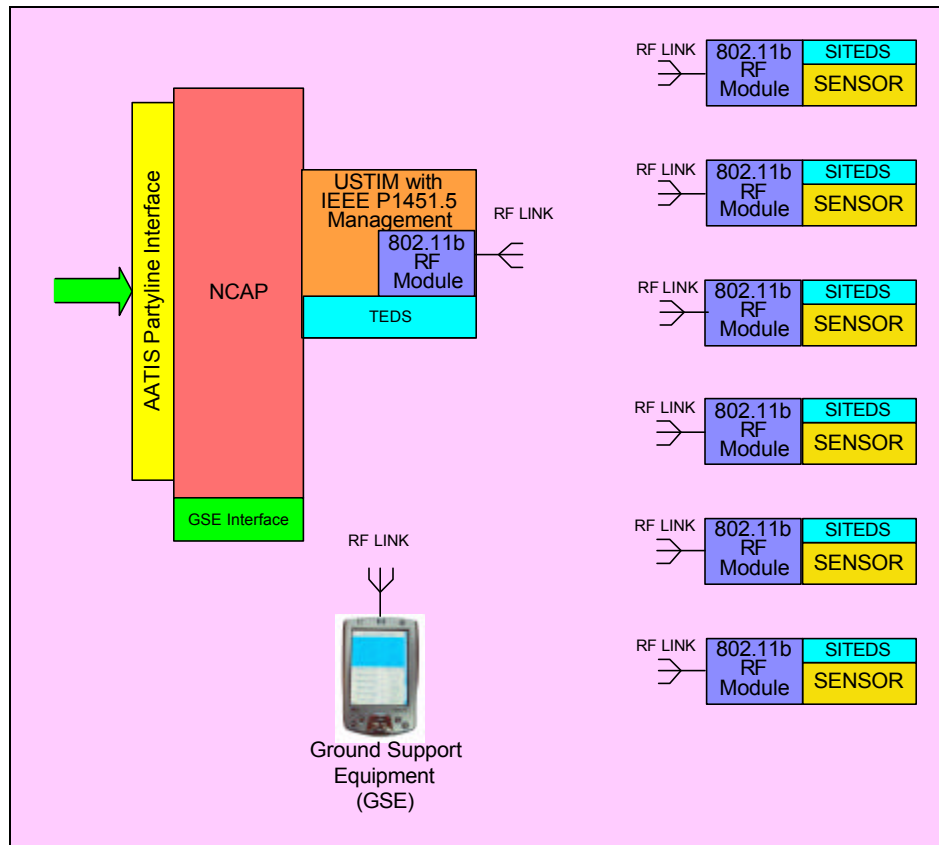 AATIS Partyline Interface
NCAP
GSE Interface
USTIM with
IEEE P1451.5
Management
802.11b
RF
Module
TEDS
RF LINK
RF LINK
Ground Support
Equipment
(GSE)
RF LINK
802.11b
RF
Module
SITEDS
SENSOR
RF LINK
802.11b
RF
Module
SITEDS
SENSOR
RF LINK
802.11b
RF
Module
SITEDS
SENSOR
RF LINK
802.11b
RF
Module
SITEDS
SENSOR
RF LINK
802.11b
RF
Module
SITEDS
SENSOR
RF LINK
802.11b
RF
Module
SITEDS
SENSOR